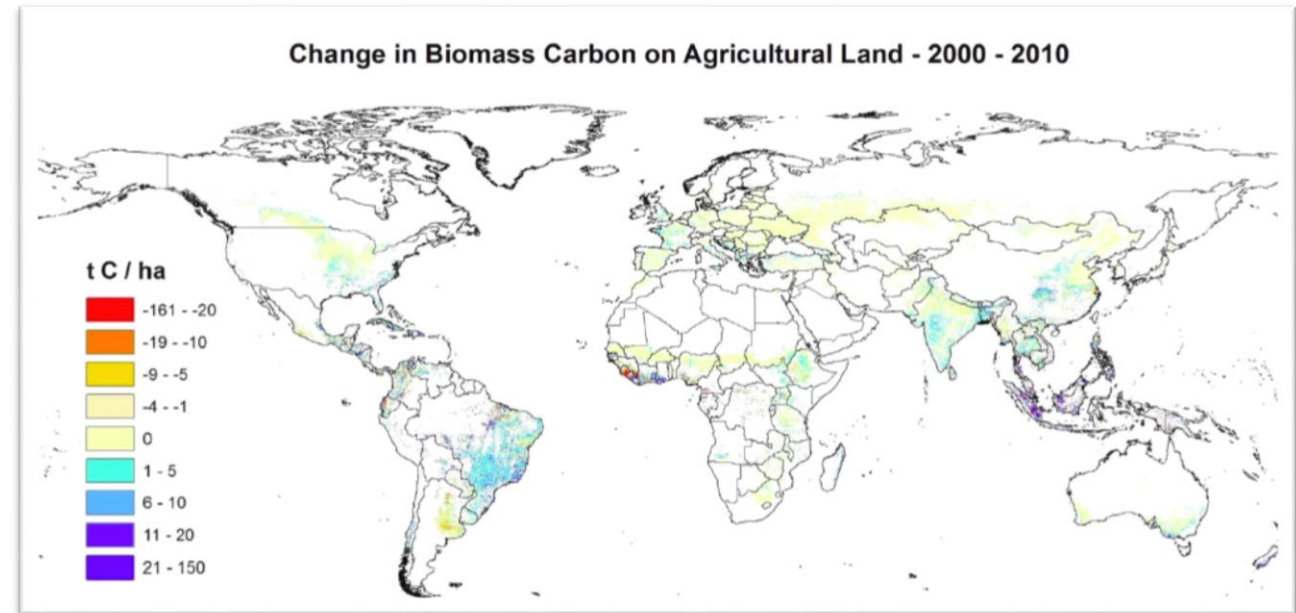 Change in Biomass Carbon on Agricultural Land - 2000 - 2010
t C / ha
-161 - -20
-19 - -10
-9 - -5
-4 - -1
0
1 - 5
6 - 10
11 - 20
21 - 150